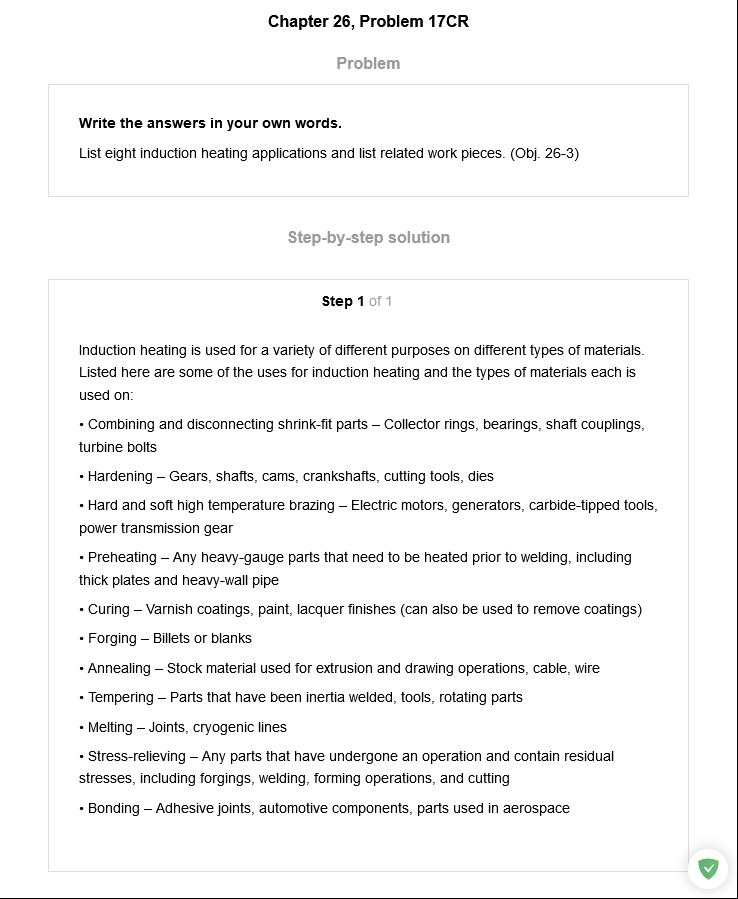 Chapter 26, Problem 17CR
Problem
Write the answers in your own words.
List eight induction heating applications and list related work pieces. (Obj. 26-3)
Step-by-step solution
Step 1 of 1
Induction heating is used for a variety of different purposes on different types of materials.
Listed here are some of the uses for induction heating and the types of materials each is
used on:
• Combining and disconnecting shrink-fit parts – Collector rings, bearings, shaft couplings,
turbine bolts
• Hardening – Gears, shafts, cams, crankshafts, cutting tools, dies
• Hard and soft high temperature brazing – Electric motors, generators, carbide-tipped tools,
power transmission gear
• Preheating – Any heavy-gauge parts that need to be heated prior to welding, including
thick plates and heavy-wall pipe
• Curing – Varnish coatings, paint, lacquer finishes (can also be used to remove coatings)
• Forging – Billets or blanks
• Annealing – Stock material used for extrusion and drawing operations, cable, wire
• Tempering – Parts that have been inertia welded, tools, rotating parts
• Melting – Joints, cryogenic lines
• Stress-relieving – Any parts that have undergone an operation and contain residual
stresses, including forgings, welding, forming operations, and cutting
• Bonding – Adhesive joints, automotive components, parts used in aerospace